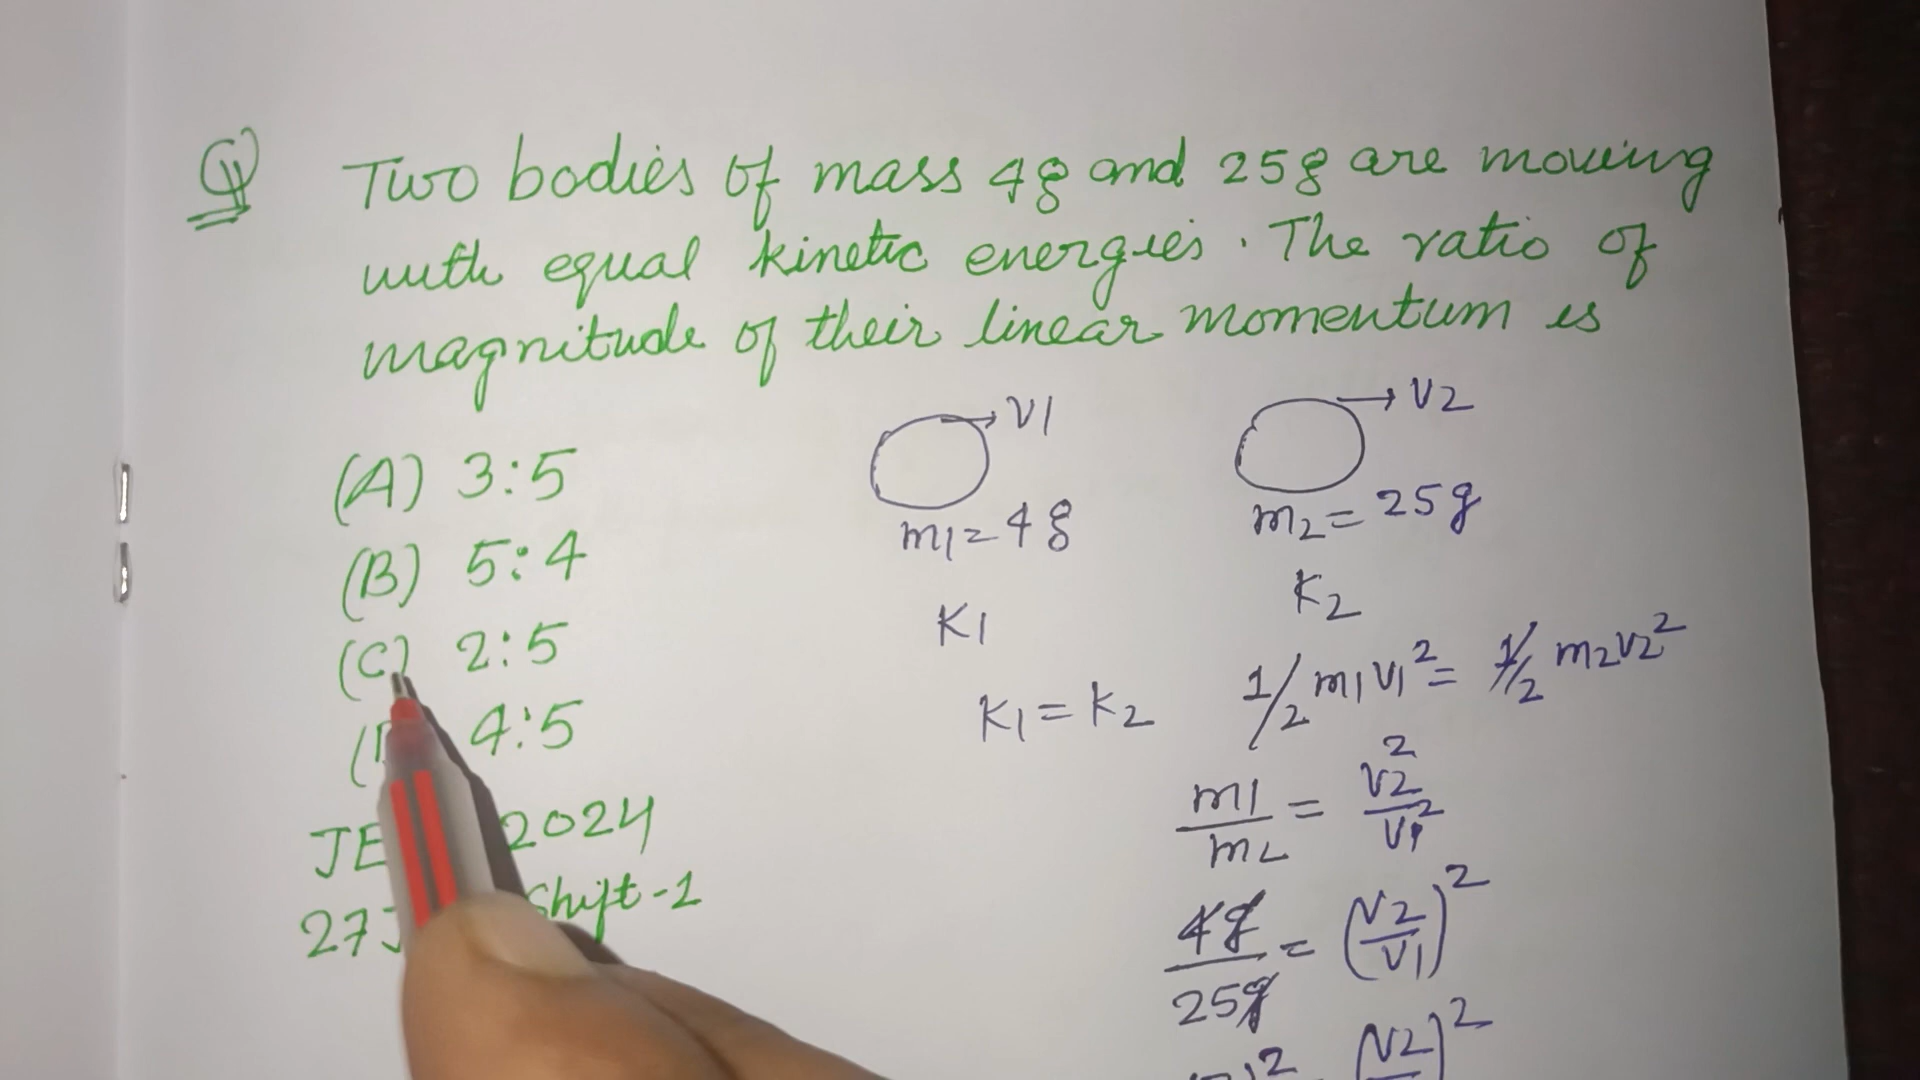 Q
Two bodies of mass 4g and 25g are moving
with equal kinetic energies. The ratio of
magnitude of their linear momentum is
(A) 3:5
(B) 5:4
(C) 2:5
4:5
2024
Shift-1
V1
m1=4g
K1
V2
m2=25g
K2
K1=K2 1/2 m1V1²= 1/2 m2V2²
m1/m2 = V2²/V1²
4g/25g = (V2/V1)²